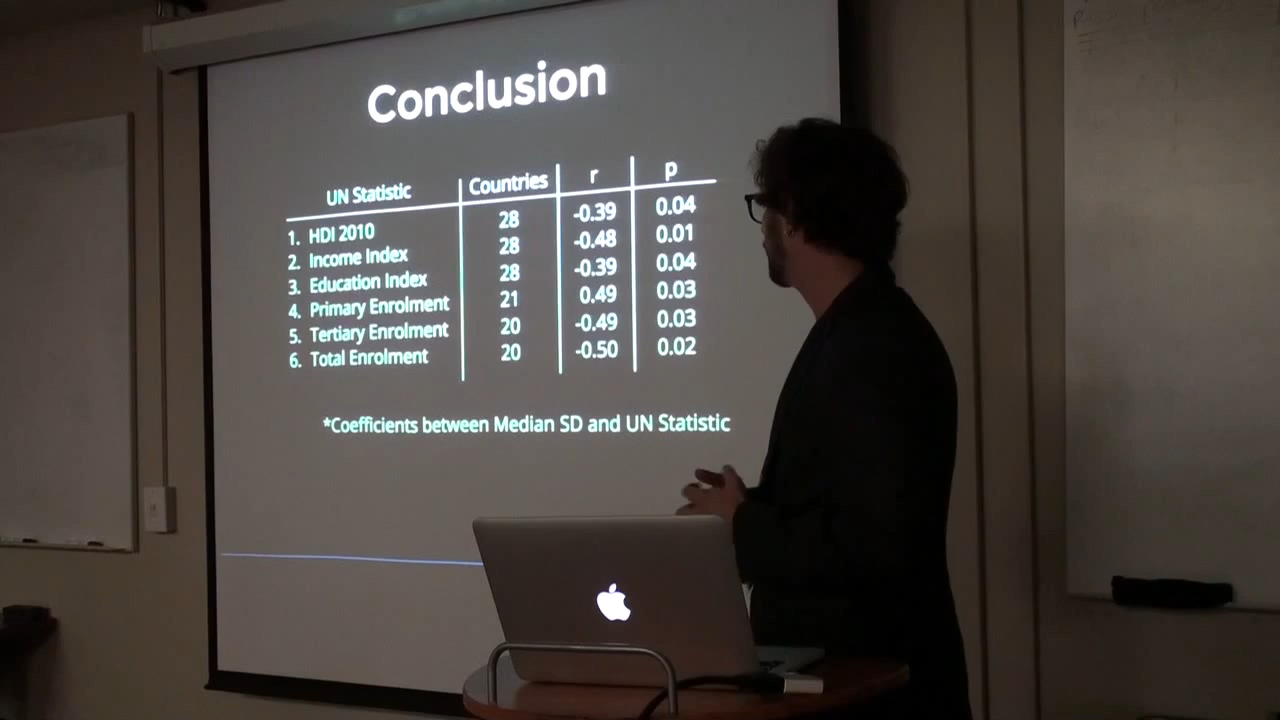 Conclusion
UN Statistic Countries r p
1. HDI 2010 28 -0.39 0.04
2. Income Index 28 -0.48 0.01
3. Education Index 28 -0.39 0.04
4. Primary Enrolment 21 0.49 0.03
5. Tertiary Enrolment 20 -0.49 0.03
6. Total Enrolment 20 -0.50 0.02
*Coefficients between Median SD and UN Statistic